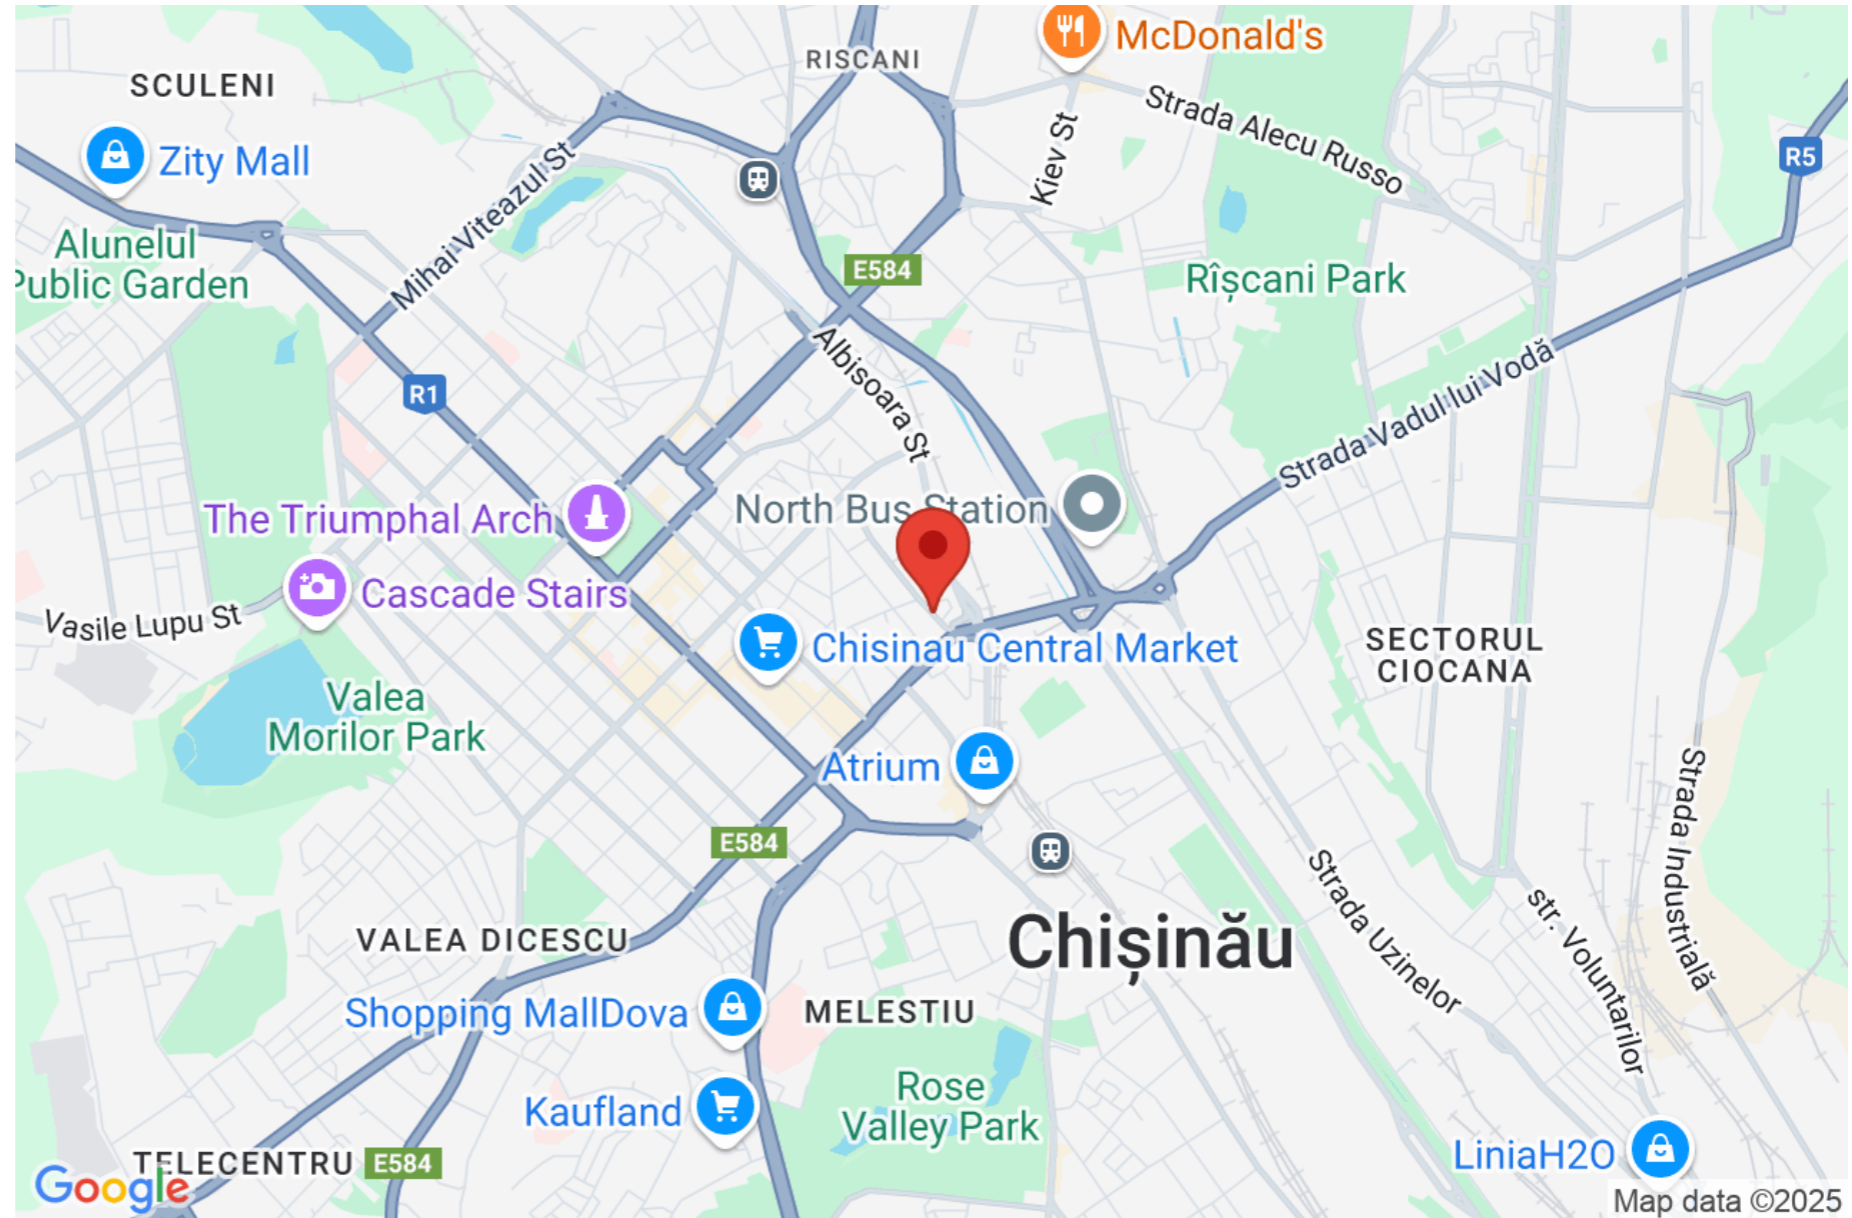 McDonald's
RISCANI
SCULENI
Strada Alecu Russo
Zity Mall
Kiev St
R5
Mihai Viteazul St
Alunelul
Public Garden
E584
Rîșcani Park
Albisoara St
Strada Vadul lui Vodă
R1
The Triumphal Arch
North Bus Station
Cascade Stairs
Vasile Lupu St
Chisinau Central Market
SECTORUL
CIOCANA
Valea
Morilor Park
Atrium
Strada Industrială
E584
Strada Uzinelor
str. Voluntarilor
VALEA DICESCU
Chișinău
Shopping MallDova
MELESTIU
Rose
Valley Park
Kaufland
TELECENTRU
E584
LiniaH2O
Google
Map data ©2025